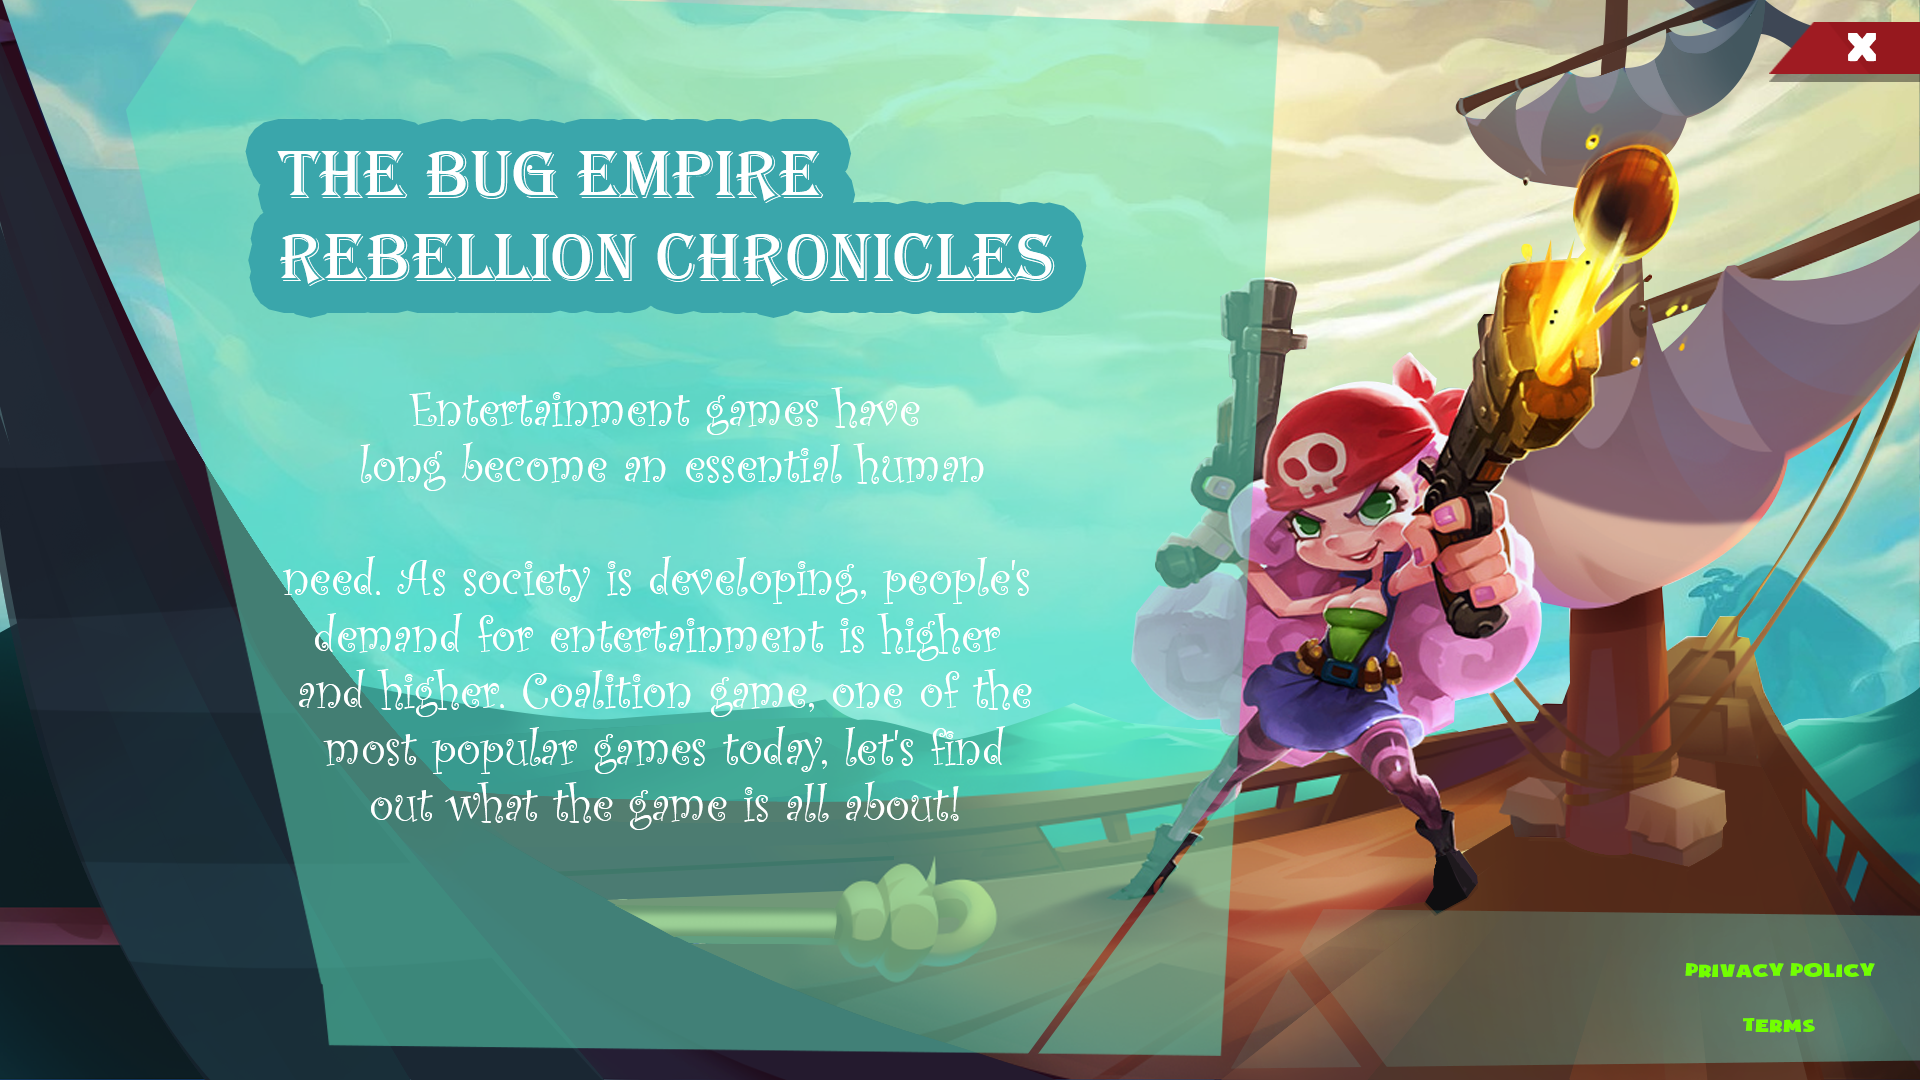 THE BUG EMPIRE
REBELLION CHRONICLES
Entertainment games have
long become an essential human
need. As society is developing, people's
demand for entertainment is higher
and higher. Coalition game, one of the
most popular games today, let's find
out what the game is all about!
Privacy Policy
Terms